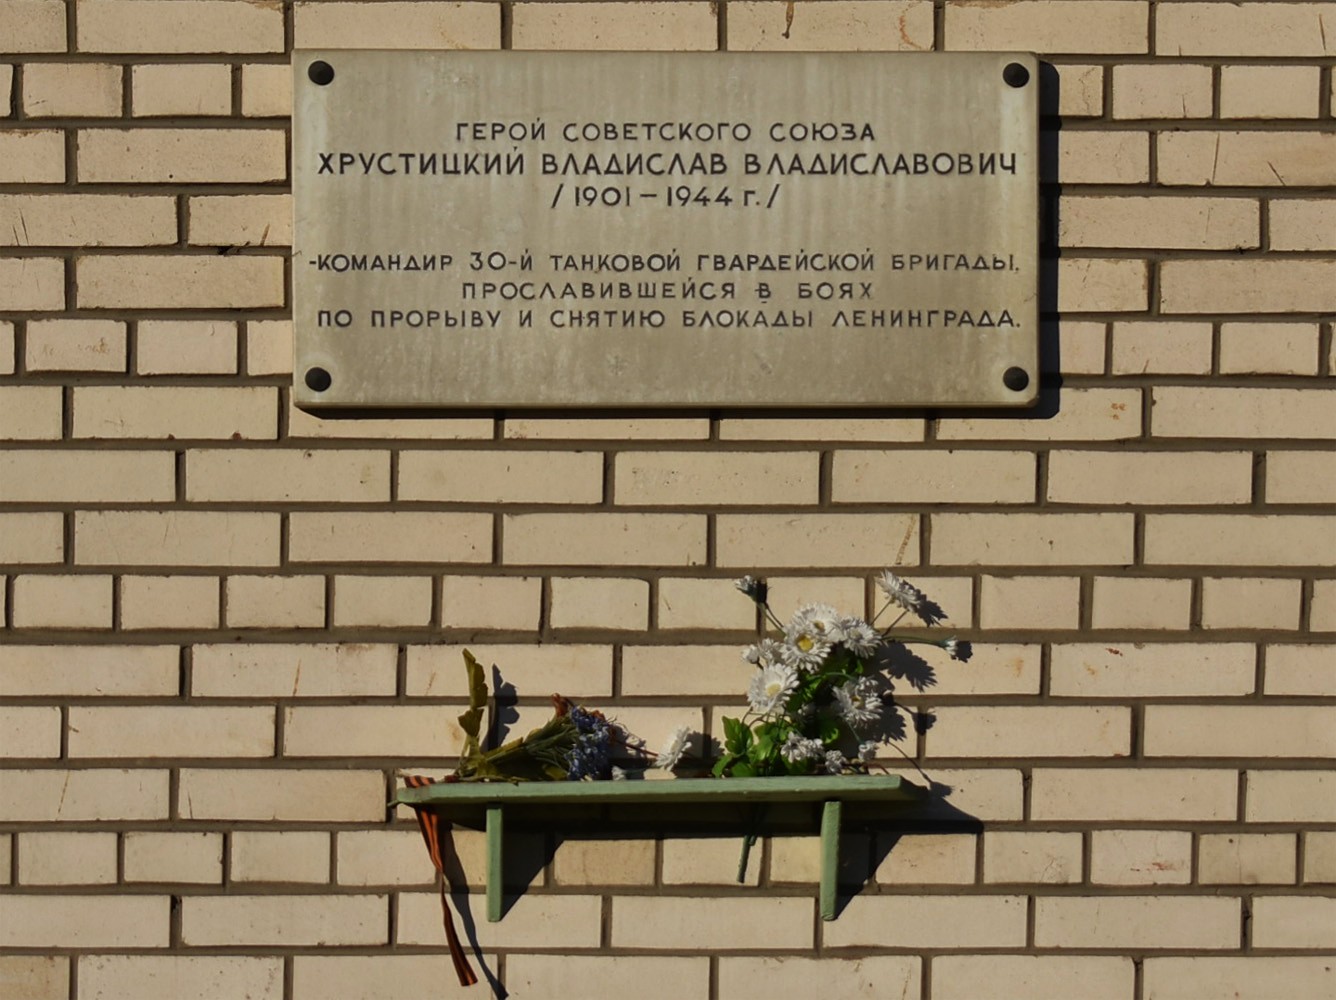 ГЕРОЙ СОВЕТСКОГО СОЮЗА
ХРУСТИЦКИЙ ВЛАДИСЛАВ ВЛАДИСЛАВОВИЧ
/1901 – 1944 г./
-КОМАНДИР 30-Й ТАНКОВОЙ ГВАРДЕЙСКОЙ БРИГАДЫ.
ПРОСЛАВИВШЕЙСЯ В БОЯХ
ПО ПРОРЫВУ И СНЯТИЮ БЛОКАДЫ ЛЕНИНГРАДА.